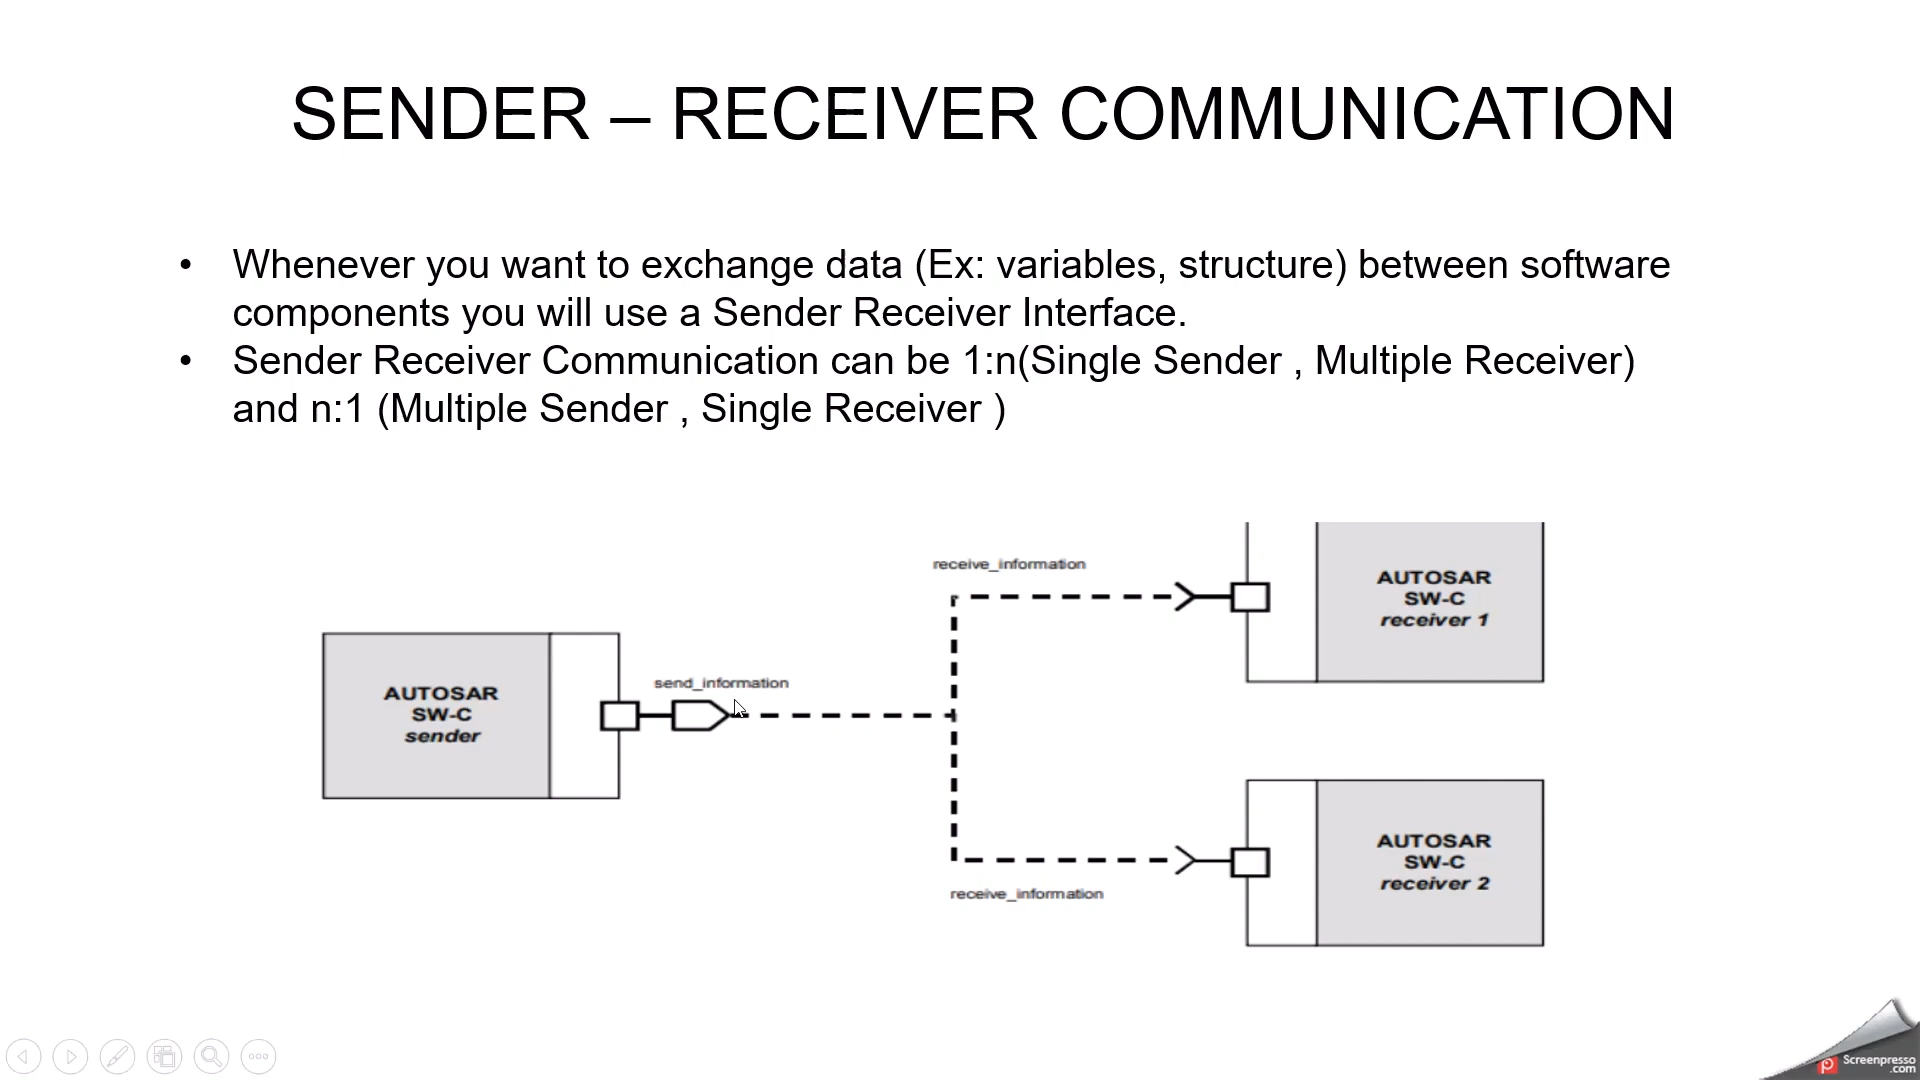 SENDER – RECEIVER COMMUNICATION
• Whenever you want to exchange data (Ex: variables, structure) between software
components you will use a Sender Receiver Interface.
• Sender Receiver Communication can be 1:n(Single Sender , Multiple Receiver)
and n:1 (Multiple Sender , Single Receiver )
receive_information
AUTOSAR
SW-C
receiver 1
send_information
AUTOSAR
SW-C
sender
AUTOSAR
SW-C
receiver 2
receive_information
Screenpresso
.com